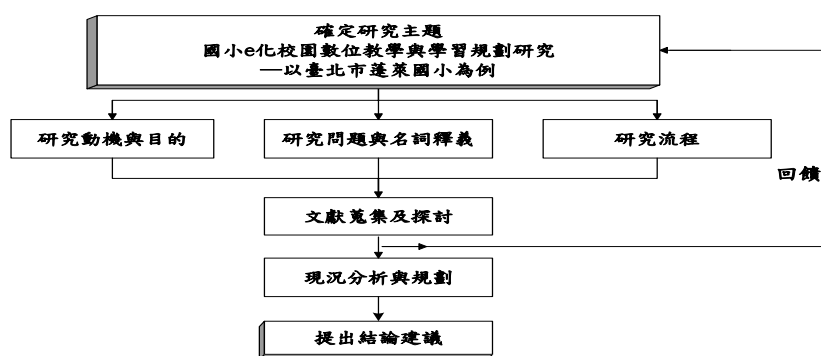 確定研究主題
國小e化校園數位教學與學習規劃研究
—以臺北市蓬萊國小為例
研究動機與目的
研究問題與名詞釋義
研究流程
回饋
文獻蒐集及探討
現況分析與規劃
提出結論建議